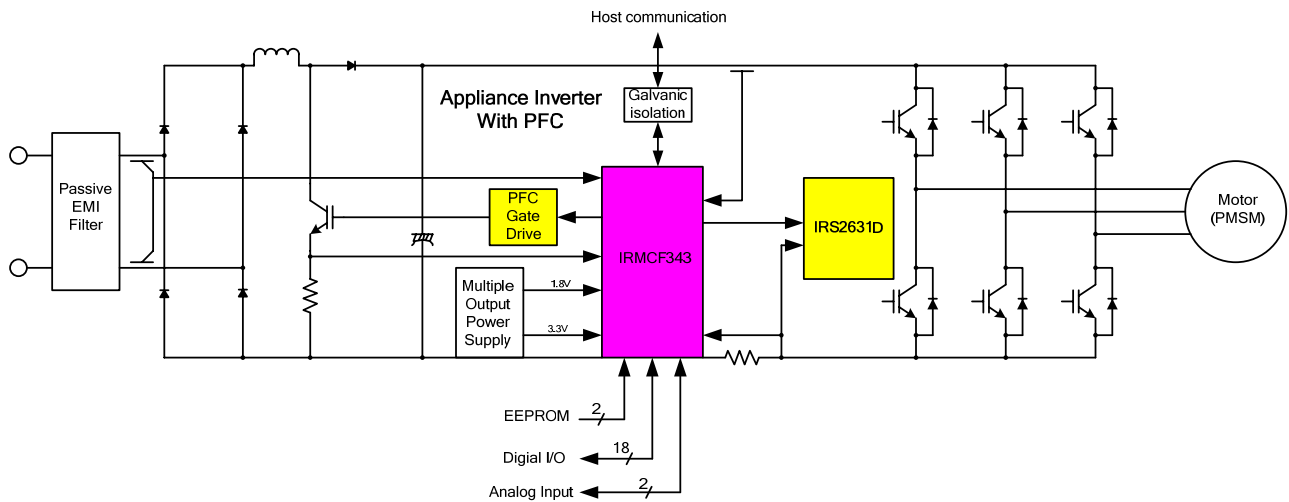 Host communication
Appliance Inverter
With PFC
Galvanic
isolation
Passive
EMI
Filter
PFC
Gate
Drive
IRMCF343
IRS2631D
Motor
(PMSM)
Multiple
Output
Power
Supply
1.8V
3.3V
EEPROM
2
Digial I/O
18
Analog Input
2